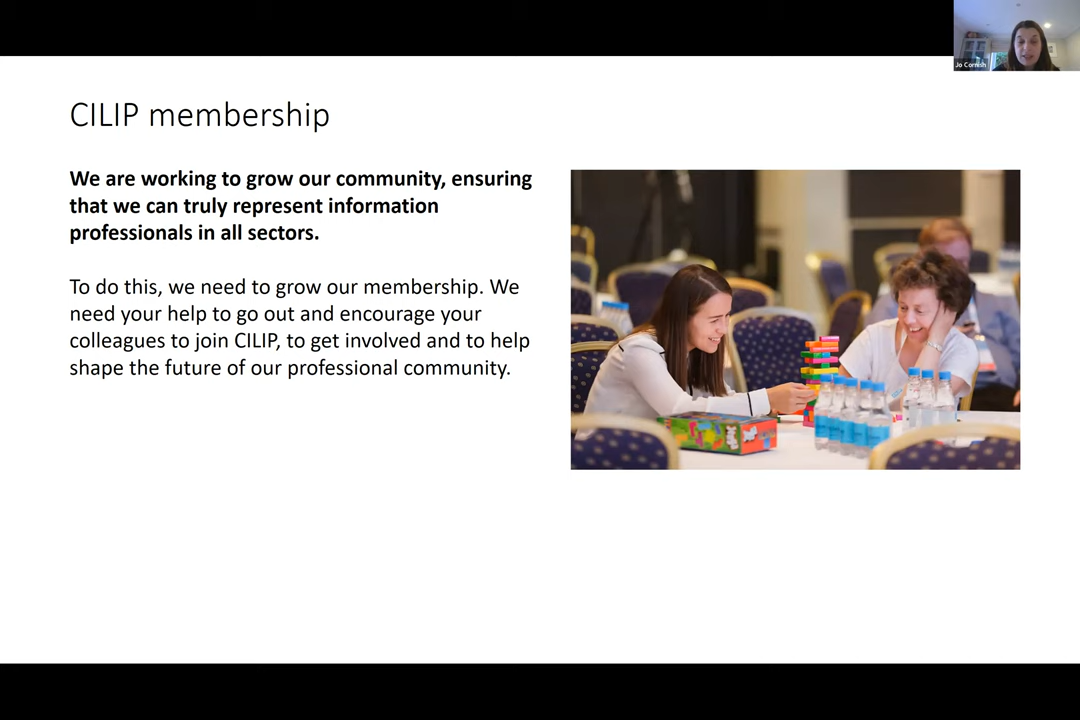 Jo Cornish
CILIP membership
We are working to grow our community, ensuring
that we can truly represent information
professionals in all sectors.
To do this, we need to grow our membership. We
need your help to go out and encourage your
colleagues to join CILIP, to get involved and to help
shape the future of our professional community.